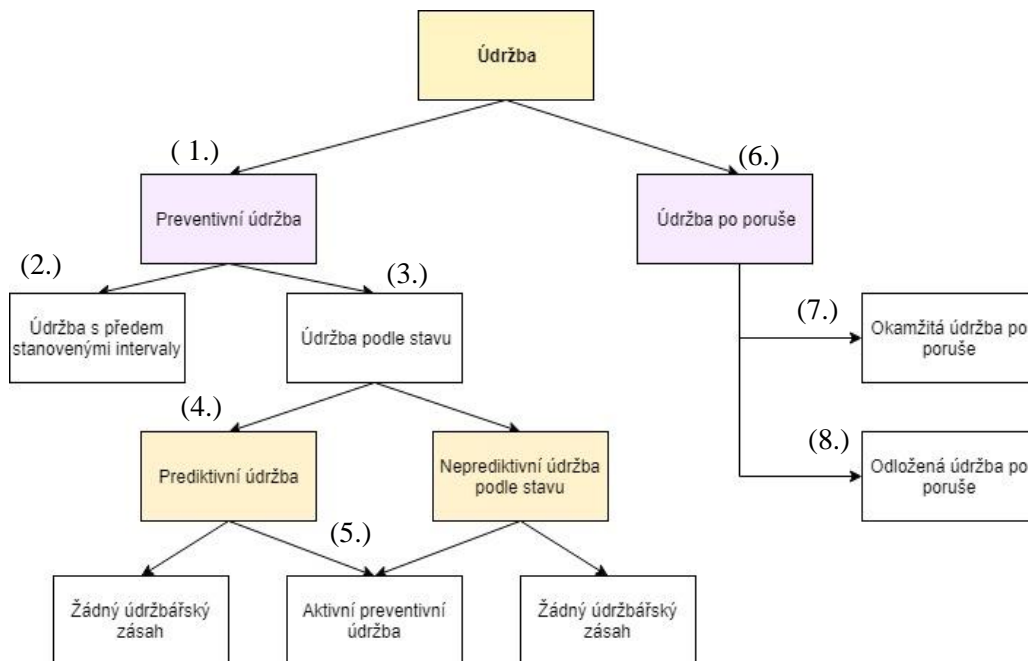 Údržba
( 1.)
(6.)
Preventivní údržba
Údržba po poruše
(2.)
(3.)
(7.)
Údržba s předem
stanovenými intervaly
Údržba podle stavu
Okamžitá údržba po
poruše
(4.)
(8.)
Prediktivní údržba
Neprediktivní údržba
podle stavu
Odložená údržba po
poruše
(5.)
Žádný údržbářský
zásah
Aktivní preventivní
údržba
Žádný údržbářský
zásah